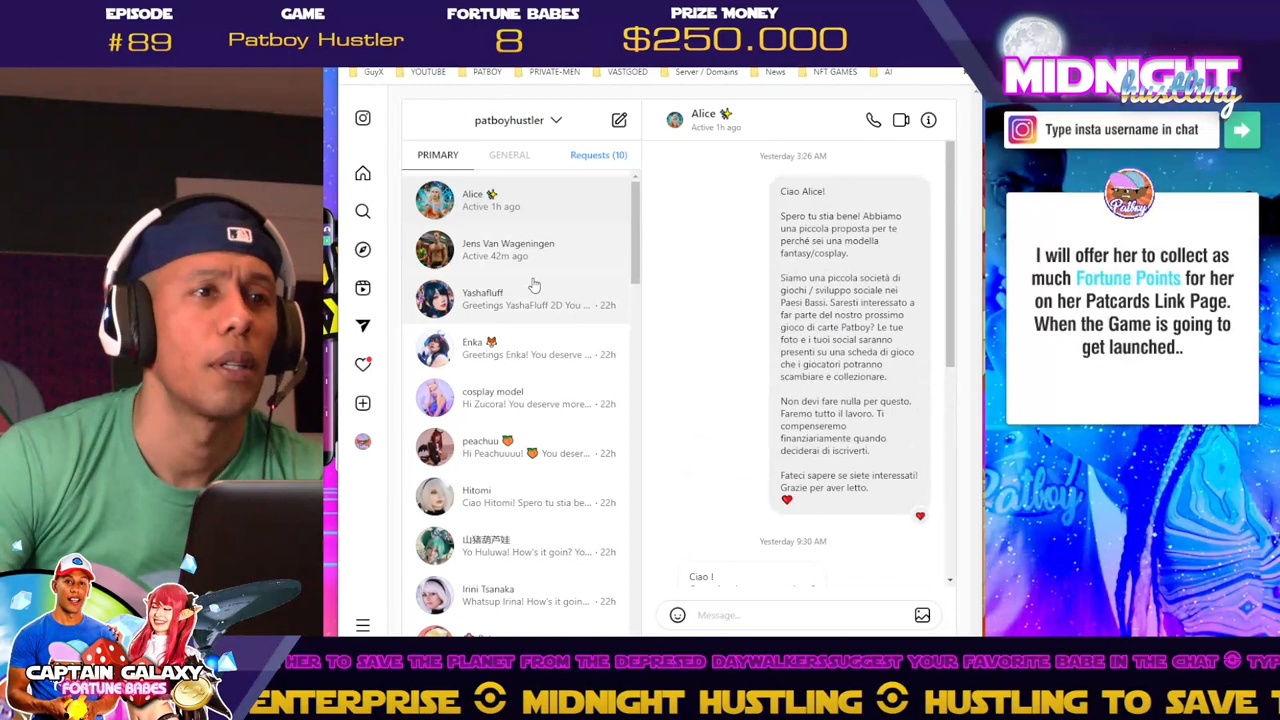 EPISODE
#89
GAME
Patboy Hustler
FORTUNE BABES
8
PRIZE MONEY
$250.000
MIDNIGHT
hustling
GuyX
YOUTUBE
PATBOY
PRIVATE-MEN
VASTGOED
Server / Domains
News
NFT GAMES
AI
Type insta username in chat
patboyhustler
PRIMARY
GENERAL
Requests (10)
Alice
Active 1h ago
Jens Van Wageningen
Active 42m ago
Yashafluff
Greetings YashaFluff 2D You ... · 22h
Enka
Greetings Enka! You deserve ... · 22h
cosplay model
Hi Zucora! You deserve more... · 22h
peachuu
Hi Peachuuuu! 🍑 You deser... · 22h
Hitomi
Ciao Hitomi! Spero tu stia be... · 22h
山猪葫芦娃
Yo Huluwa! How's it goin? Yo... · 22h
Irini Tsanaka
Whatsup Irina! How's it goin... · 22h
Alice
Active 1h ago
Yesterday 3:26 AM
Ciao Alice!
Spero tu stia bene! Abbiamo
una piccola proposta per te
perché sei una modella
fantasy/cosplay.
Siamo una piccola società di
giochi / sviluppo sociale nei
Paesi Bassi. Saresti interessato a
far parte del nostro prossimo
gioco di carte Patboy? Le tue
foto e i tuoi social saranno
presenti su una scheda di gioco
che i giocatori potranno
scambiare e collezionare.
Non devi fare nulla per questo.
Faremo tutto il lavoro. Ti
compenseremo
finanziariamente quando
deciderai di iscriverti.
Fateci sapere se siete interessati!
Grazie per aver letto.
Yesterday 9:30 AM
Ciao !
Message...
Patboy
I will offer her to collect as
much Fortune Points for her
on her Patcards Link Page.
When the Game is going to
get launched..
Patboy
CAPTAIN GALAXY
FORTUNE BABES
HER TO SAVE THE PLANET FROM THE DEPRESED DAYWALKERS
SUGGEST YOUR FAVORITE BABE IN THE CHAT
TYP
ENTERPRISE
MIDNIGHT HUSTLING
HUSTLING TO SAVE T